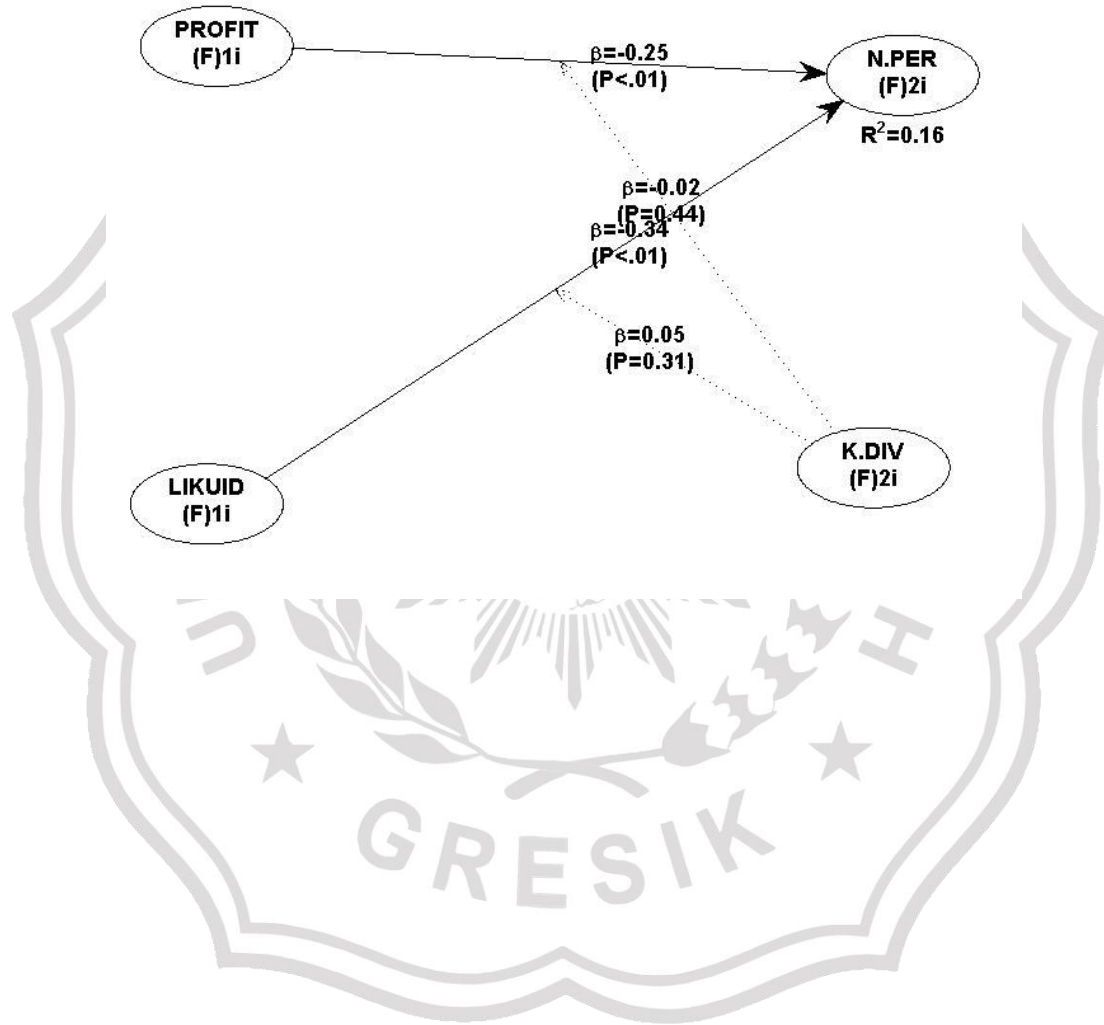 PROFIT
(F)1i
β=-0.25
(P<.01)
N.PER
(F)2i
R²=0.16
β=-0.02
(P=0.44)
β=-0.34
(P<.01)
β=0.05
(P=0.31)
K.DIV
(F)2i
LIKUID
(F)1i
U
H
GRESIK